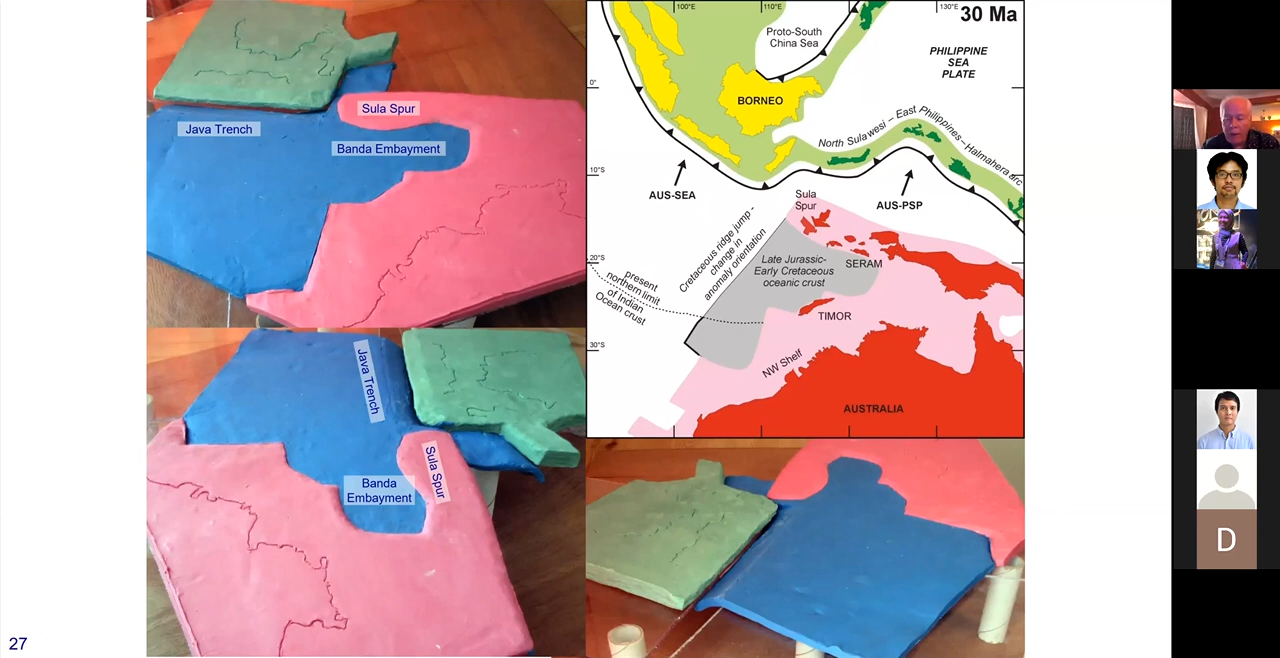 Sula Spur
Java Trench
Banda Embayment
Java Trench
Sula Spur
Banda
Embayment
100°E
110°E
130°E
30 Ma
Proto-South
China Sea
PHILIPPINE
SEA
PLATE
0°
BORNEO
North Sulawesi – East Philippines–Halmahera arc
10°S
AUS-SEA
Sula
Spur
AUS-PSP
Cretaceous ridge jump -
change in
anomaly orientation
20°S
Late Jurassic-
Early Cretaceous
oceanic crust
SERAM
present
northern limit
of Indian
Ocean crust
TIMOR
30°S
NW Shelf
AUSTRALIA
D
27